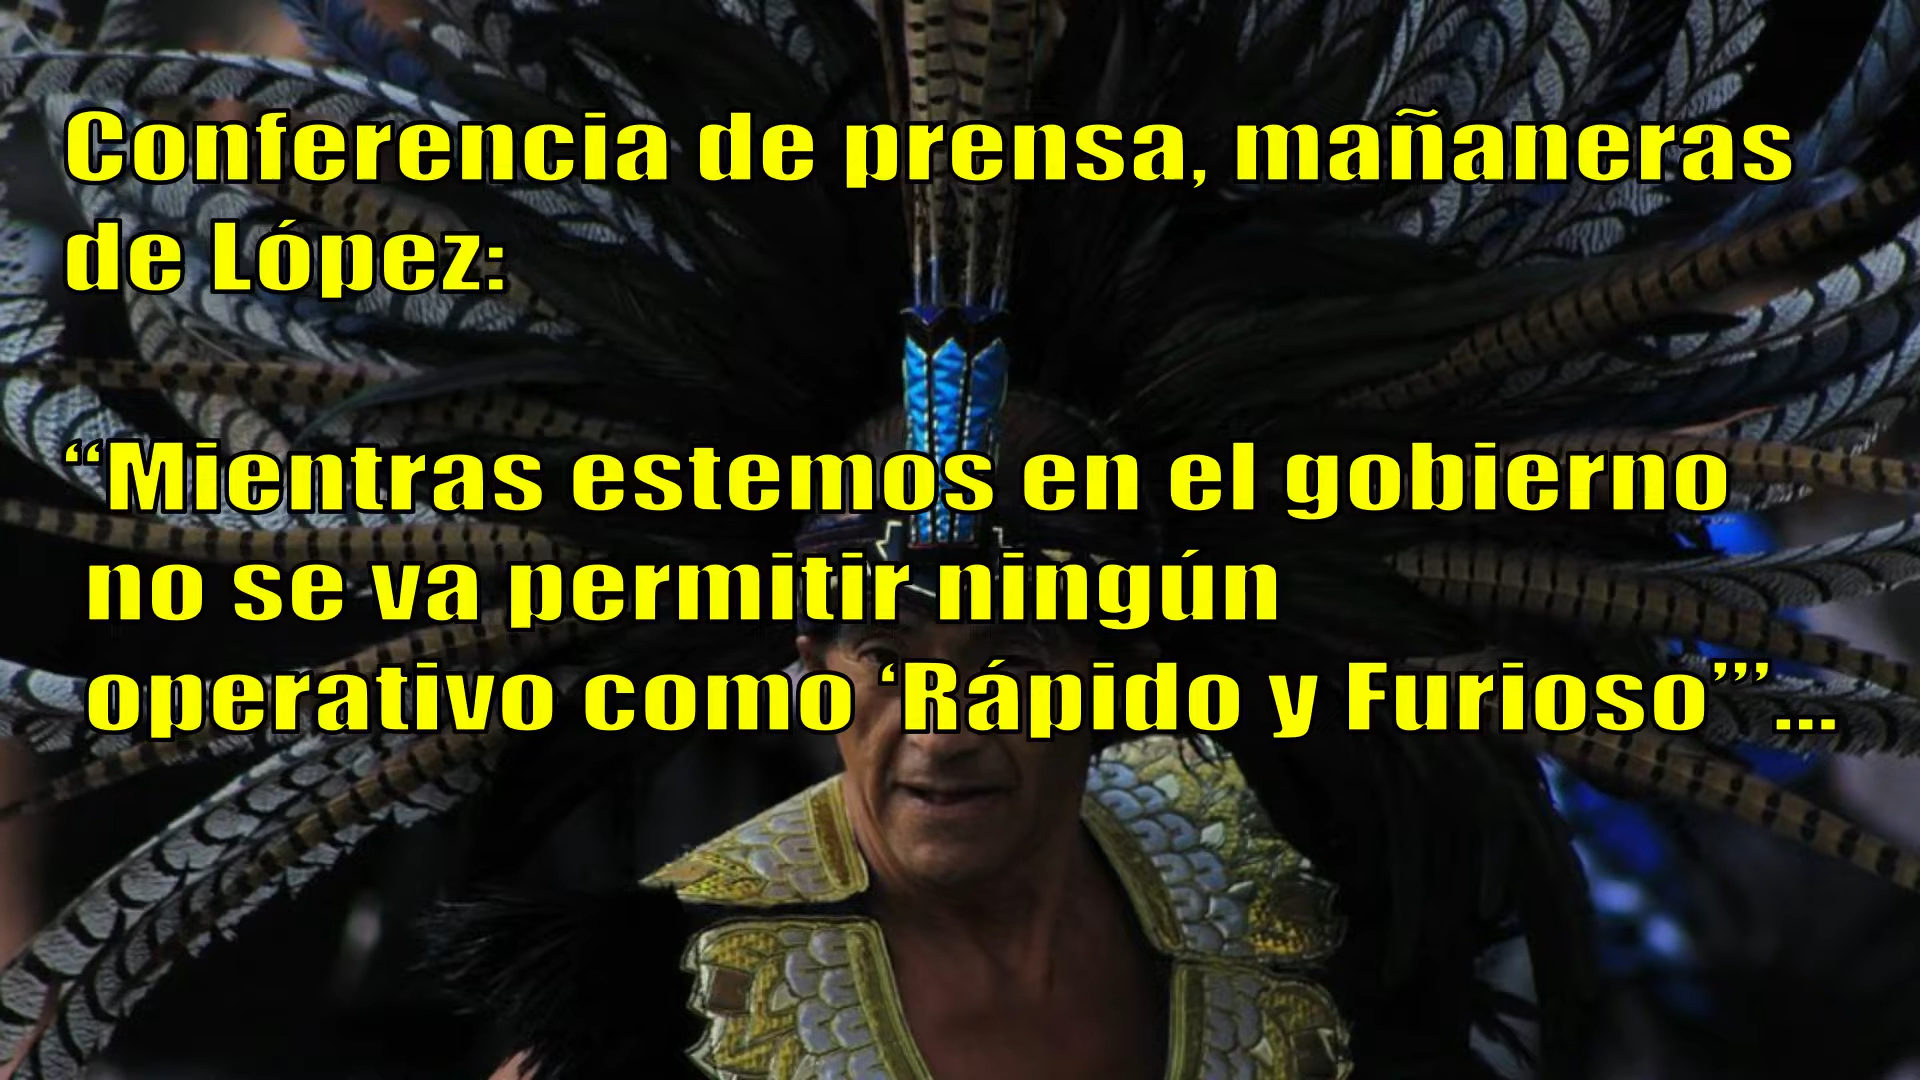 Conferencia de prensa, mañaneras
de López:
“Mientras estemos en el gobierno
no se va permitir ningún
operativo como ‘Rápido y Furioso’”...